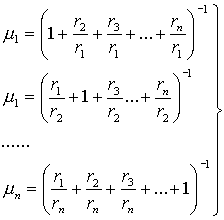 μ₁ = (1 + r₂/r₁ + r₃/r₁ + ... + rₙ/r₁)⁻¹
μ₁ = (r₁/r₂ + 1 + r₃/r₂ ... + rₙ/r₂)⁻¹
......
μₙ = (r₁/rₙ + r₂/rₙ + r₃/rₙ + ... + 1)⁻¹